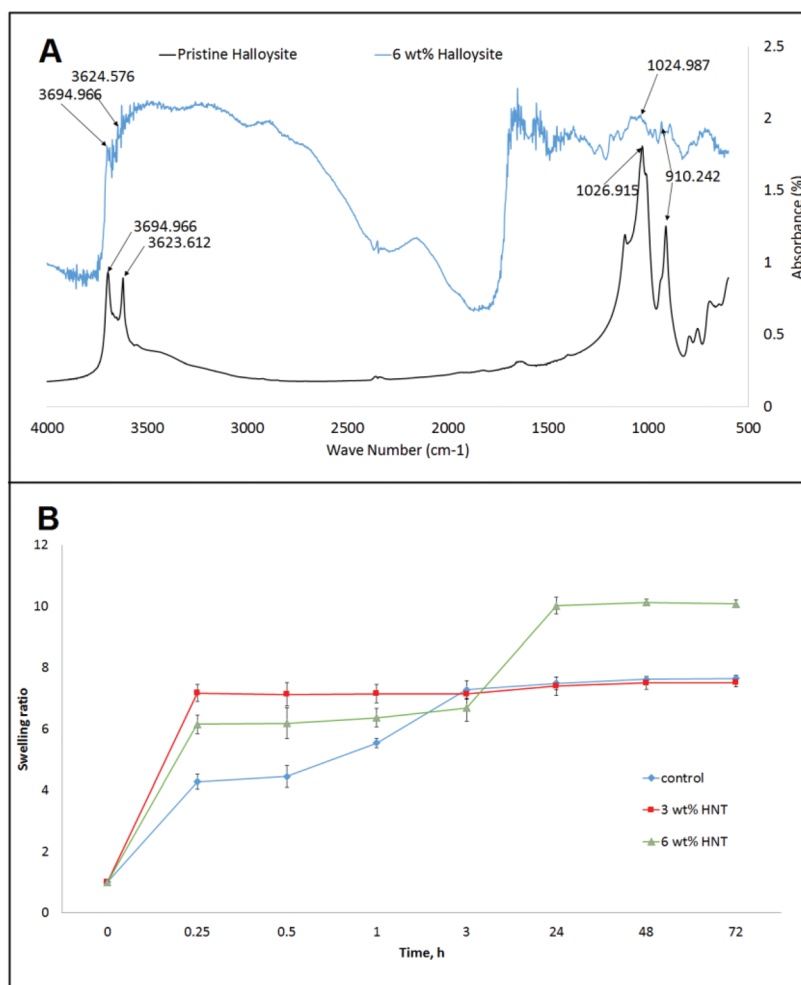 A
Pristine Halloysite
6 wt% Halloysite
2.5
3624.576
1024.987
3694.966
2
1026.915
910.242
1.5
3694.966
3623.612
1
0.5
0
Absorbance (%)
4000 3500 3000 2500 2000 1500 1000 500
Wave Number (cm-1)
B
12
10
8
6
4
2
0
Swelling ratio
control
3 wt% HNT
6 wt% HNT
0 0.25 0.5 1 3 24 48 72
Time, h